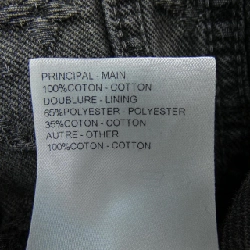 PRINCIPAL - MAIN
100%COTON - COTTON
DOUBLURE - LINING
65%POLYESTER - POLYESTER
35%COTON - COTTON
AUTRE - OTHER
100%COTON - COTTON